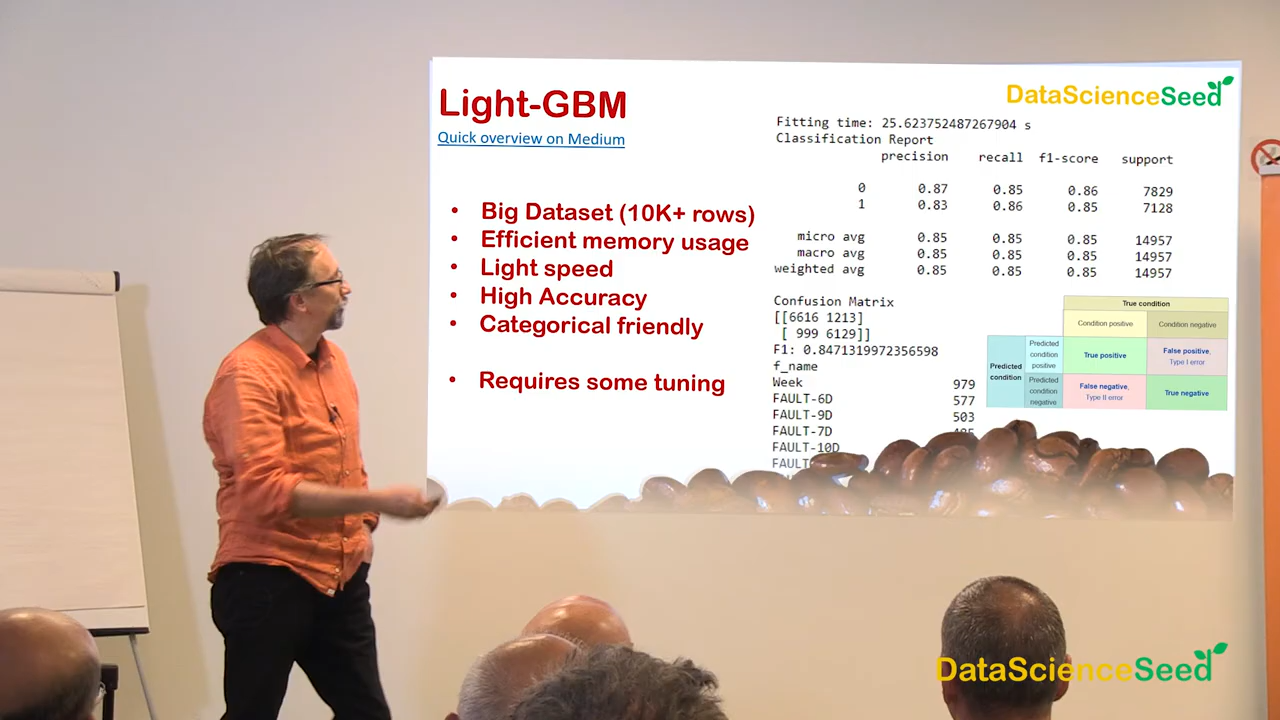 Light-GBM
Quick overview on Medium
• Big Dataset (10K+ rows)
• Efficient memory usage
• Light speed
• High Accuracy
• Categorical friendly
• Requires some tuning
DataScienceSeed
Fitting time: 25.623752487267904 s
Classification Report
precision recall f1-score support
0 0.87 0.85 0.86 7829
1 0.83 0.86 0.85 7128
micro avg 0.85 0.85 0.85 14957
macro avg 0.85 0.85 0.85 14957
weighted avg 0.85 0.85 0.85 14957
Confusion Matrix
[[6616 1213]
[ 999 6129]]
F1: 0.8471319972356598
f_name
Week 979
FAULT-6D 577
FAULT-9D 503
FAULT-7D
FAULT-10D
True condition
Condition positive Condition negative
Predicted condition
Predicted condition positive
True positive
False positive,
Type I error
Predicted condition negative
False negative,
Type II error
True negative
DataScienceSeed